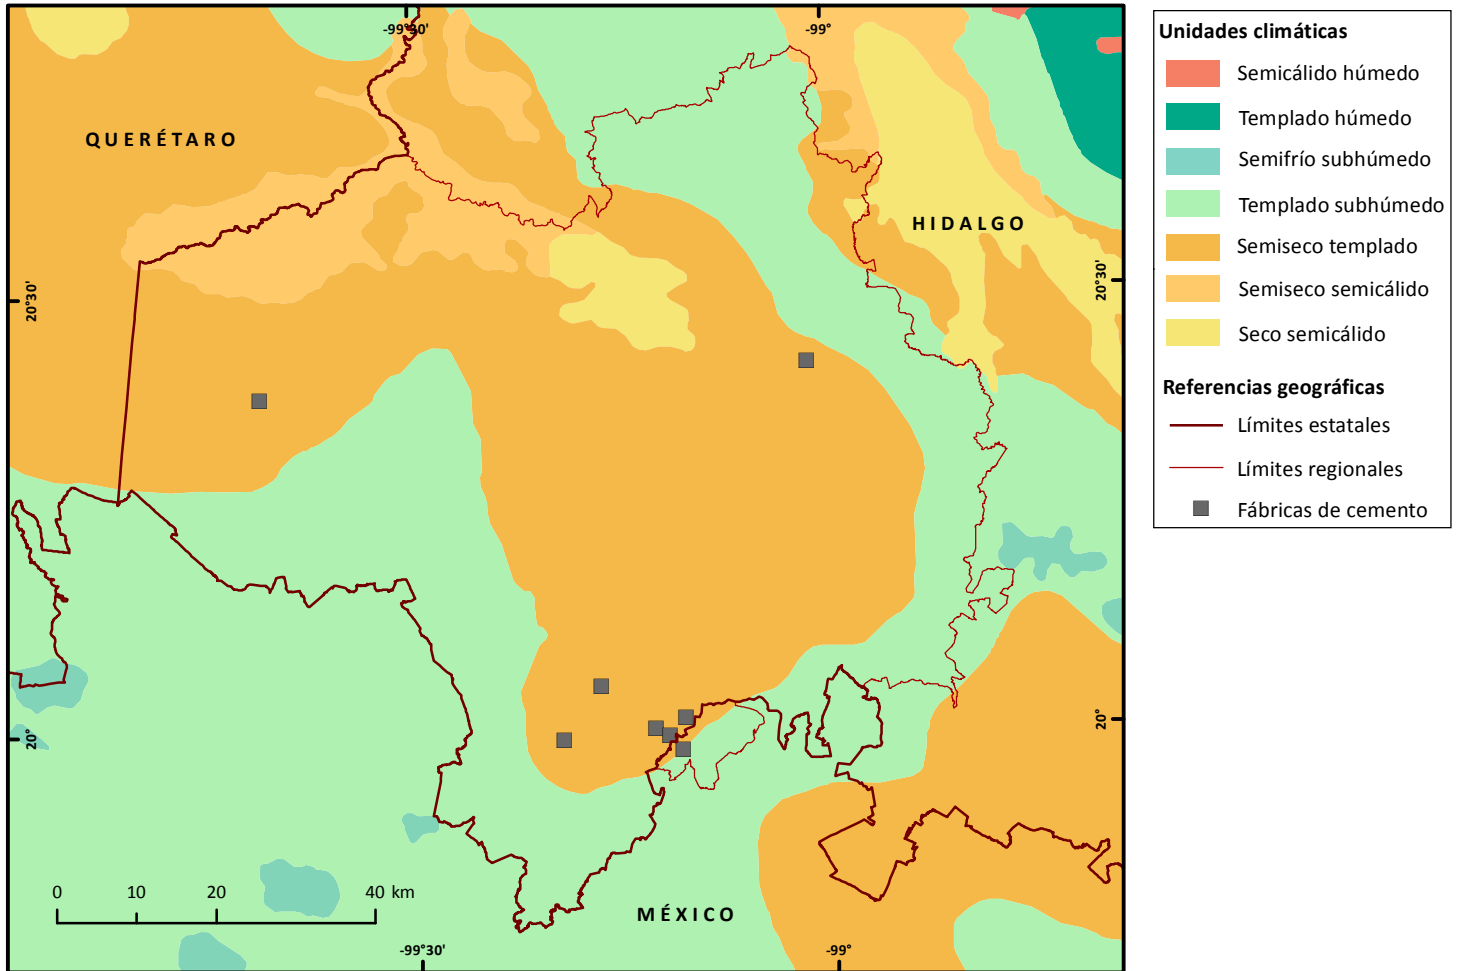 -99°30'
-99°
QUERÉTARO
HIDALGO
20°30'
20°30'
20°
20°
0 10 20 40 km
MÉXICO
-99°30'
-99°
Unidades climáticas
Semicálido húmedo
Templado húmedo
Semifrío subhúmedo
Templado subhúmedo
Semiseco templado
Semiseco semicálido
Seco semicálido
Referencias geográficas
Límites estatales
Límites regionales
Fábricas de cemento